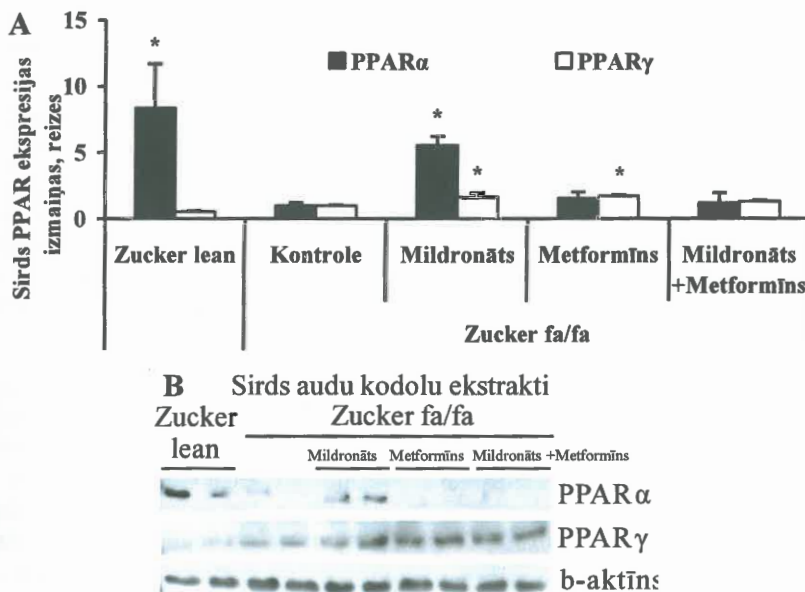 A
Sirds PPAR ekspresijas
izmaiņas, reizes
15
10
5
0
PPARα PPARγ
* * * *
Zucker lean Kontrole Mildronāts Metformīns Mildronāts
+Metformīns
Zucker fa/fa
B Sirds audu kodolu ekstrakti
Zucker lean Zucker fa/fa
Mildronāts Metformīns Mildronāts +Metformīns
PPARα
PPARγ
b-aktīns